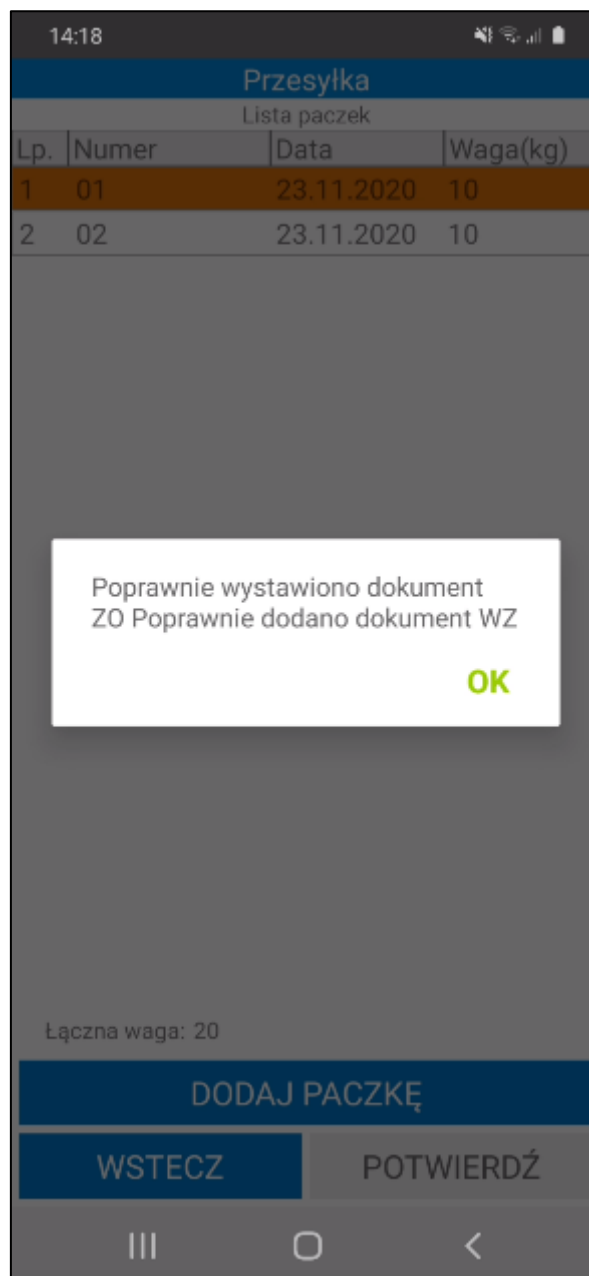 14:18
Przesyłka
Lista paczek
Lp. Numer Data Waga(kg)
1 01 23.11.2020 10
2 02 23.11.2020 10
Poprawnie wystawiono dokument
ZO Poprawnie dodano dokument WZ
OK
Łączna waga: 20
DODAJ PACZKĘ
WSTECZ POTWIERDŹ